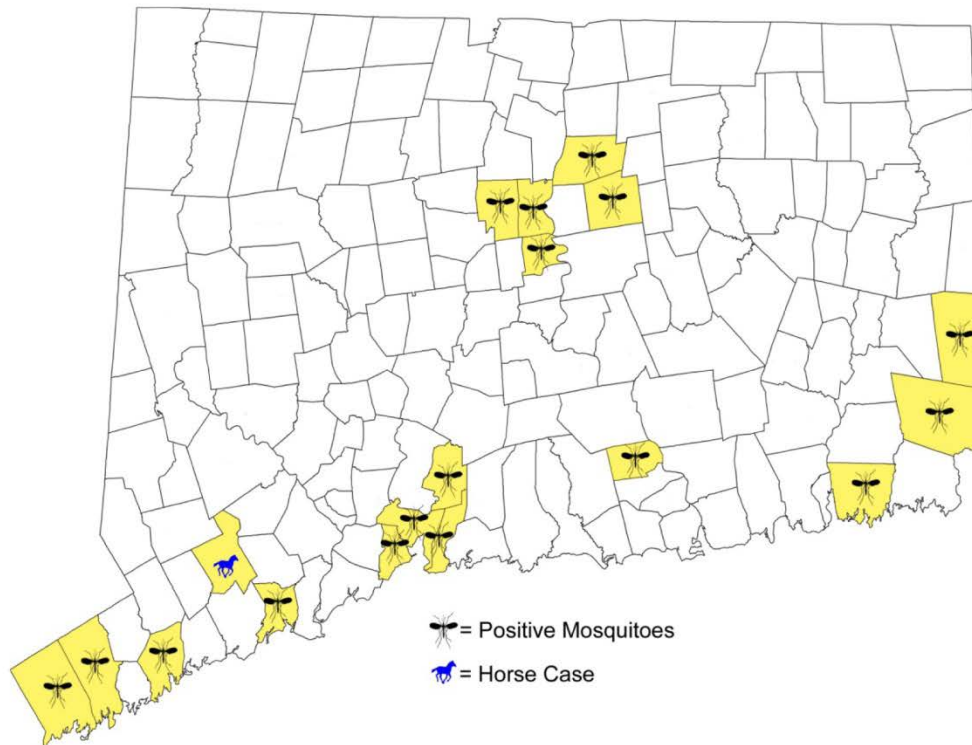 = Positive Mosquitoes
= Horse Case